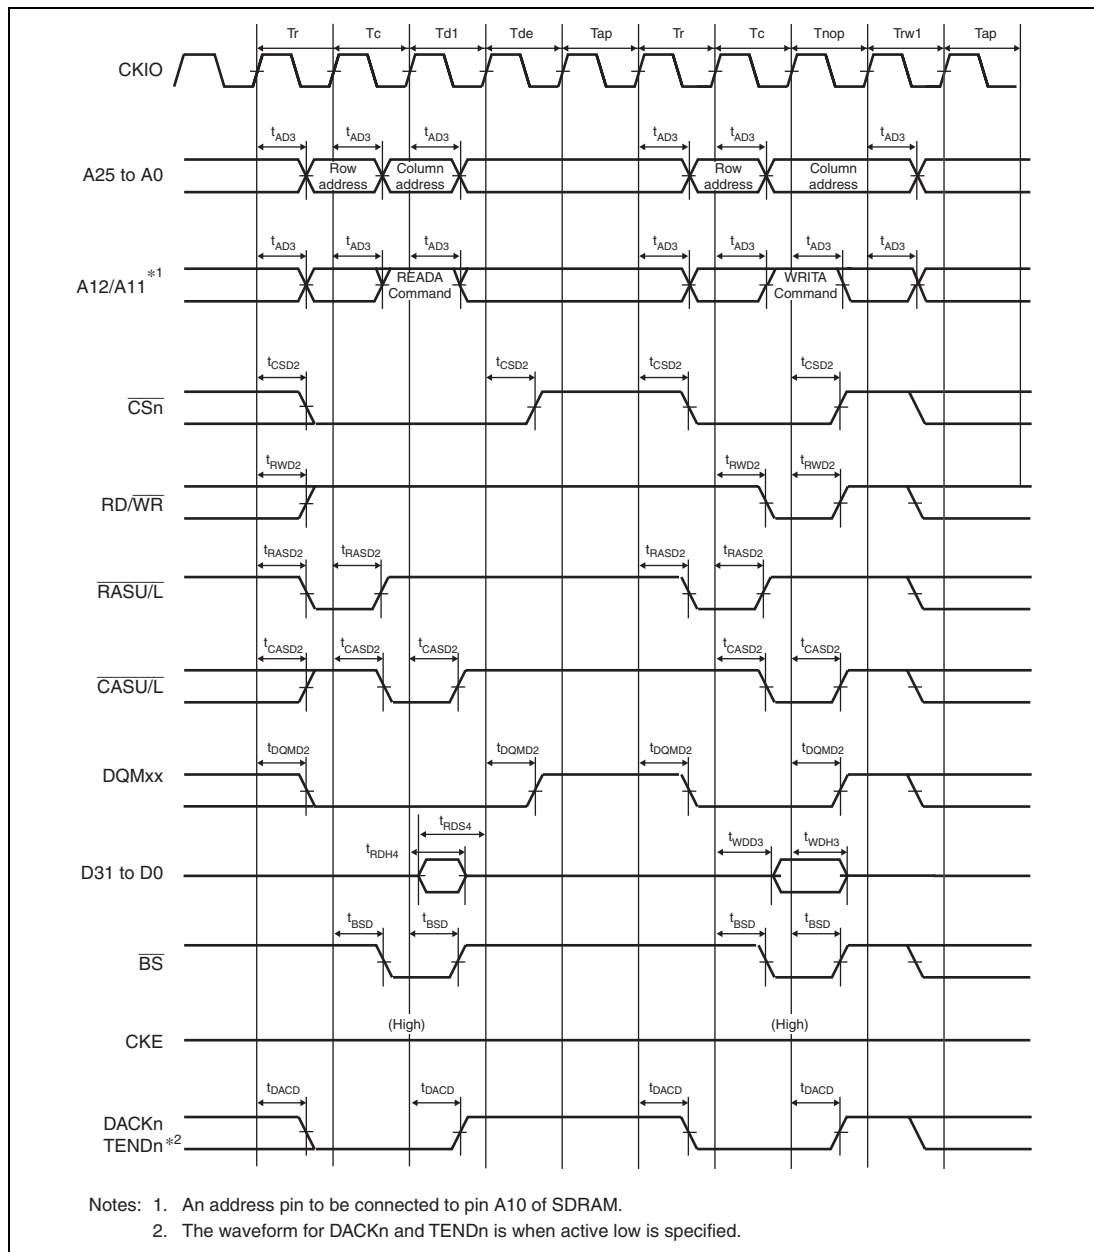 Tr Tc Td1 Tde Tap Tr Tc Tnop Trw1 Tap
CKIO
tAD3 tAD3 tAD3 tAD3 tAD3 tAD3
A25 to A0
Row address
Column address
Row address
Column address
tAD3 tAD3 tAD3 tAD3 tAD3 tAD3 tAD3
A12/A11 *1
READA Command
WRITA Command
tCSD2 tCSD2 tCSD2 tCSD2
CSn
tRWD2 tRWD2 tRWD2
RD/WR
tRASD2 tRASD2 tRASD2 tRASD2
RASU/L
tCASD2 tCASD2 tCASD2 tCASD2 tCASD2
CASU/L
tDQMD2 tDQMD2 tDQMD2 tDQMD2
DQMxx
tRDS4
tRDH4 tWDD3 tWDH3
D31 to D0
tBSD tBSD tBSD tBSD
BS
(High) (High)
CKE
tDACD tDACD tDACD tDACD
DACKn
TENDn *2
Notes: 1. An address pin to be connected to pin A10 of SDRAM.
2. The waveform for DACKn and TENDn is when active low is specified.